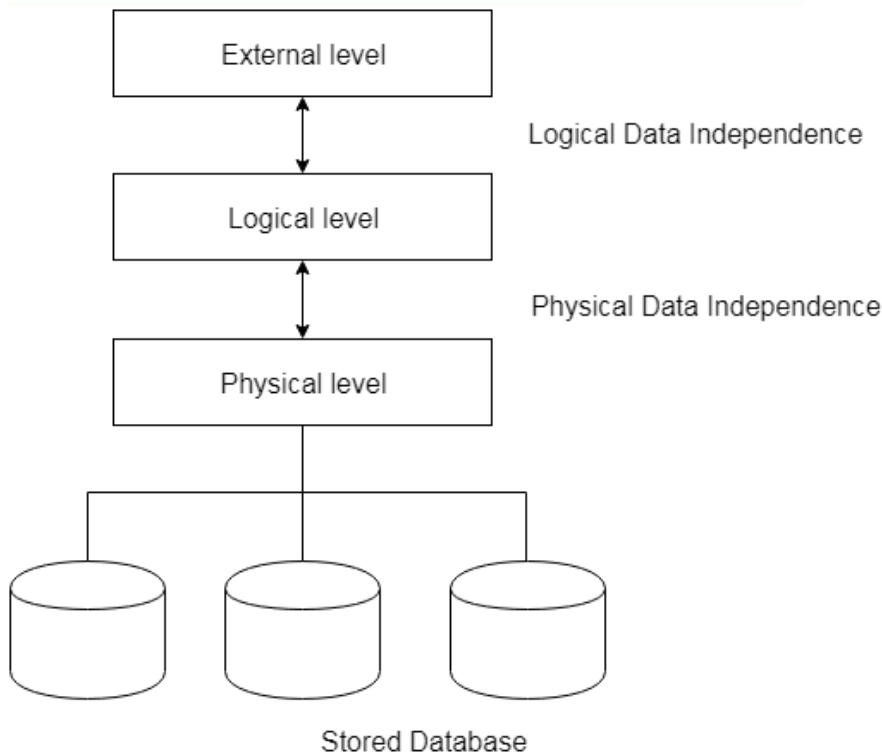 External level
Logical Data Independence
Logical level
Physical Data Independence
Physical level
Stored Database